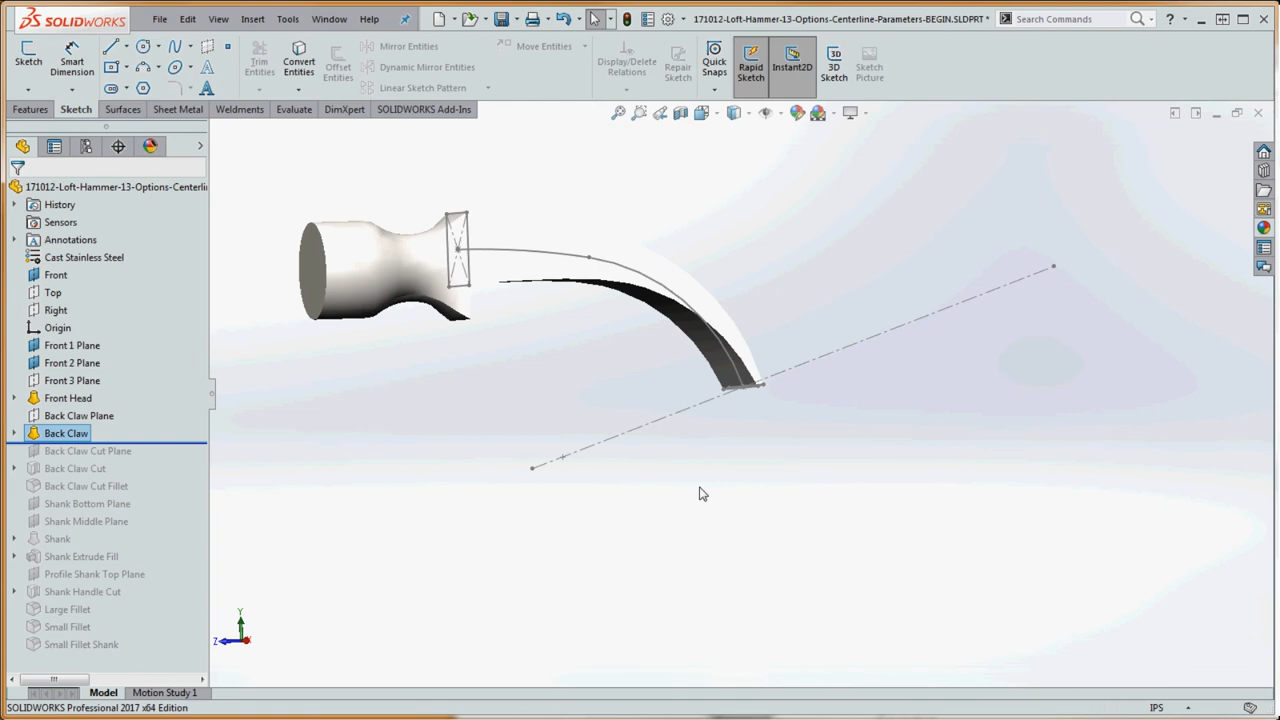 SOLIDWORKS File Edit View Insert Tools Window Help 171012-Loft-Hammer-13-Options-Centerline-Parameters-BEGIN.SLDPRT * Search Commands
Sketch Smart Dimension Trim Entities Convert Entities Offset Entities Mirror Entities Move Entities Display/Delete Relations Repair Sketch Quick Snaps Rapid Sketch Instant2D 3D Sketch Sketch Picture
Dynamic Mirror Entities
Linear Sketch Pattern
Features Sketch Surfaces Sheet Metal Weldments Evaluate DimXpert SOLIDWORKS Add-Ins
171012-Loft-Hammer-13-Options-Centerli
History
Sensors
Annotations
Cast Stainless Steel
Front
Top
Right
Origin
Front 1 Plane
Front 2 Plane
Front 3 Plane
Front Head
Back Claw Plane
Back Claw
Back Claw Cut Plane
Back Claw Cut
Back Claw Cut Fillet
Shank Bottom Plane
Shank Middle Plane
Shank
Shank Extrude Fill
Profile Shank Top Plane
Shank Handle Cut
Large Fillet
Small Fillet
Small Fillet Shank
Y
Z
Model Motion Study 1
SOLIDWORKS Professional 2017 x64 Edition IPS